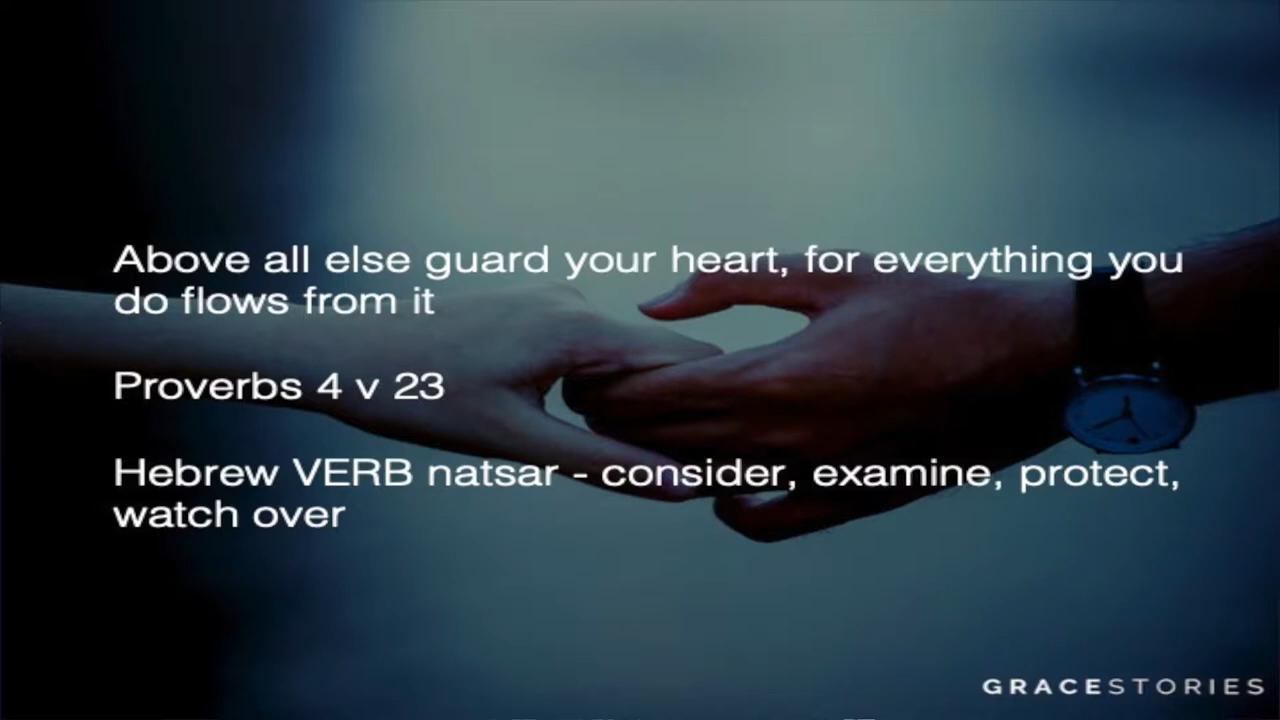 Above all else guard your heart, for everything you
do flows from it
Proverbs 4 v 23
Hebrew VERB natsar - consider, examine, protect,
watch over
GRACESTORIES